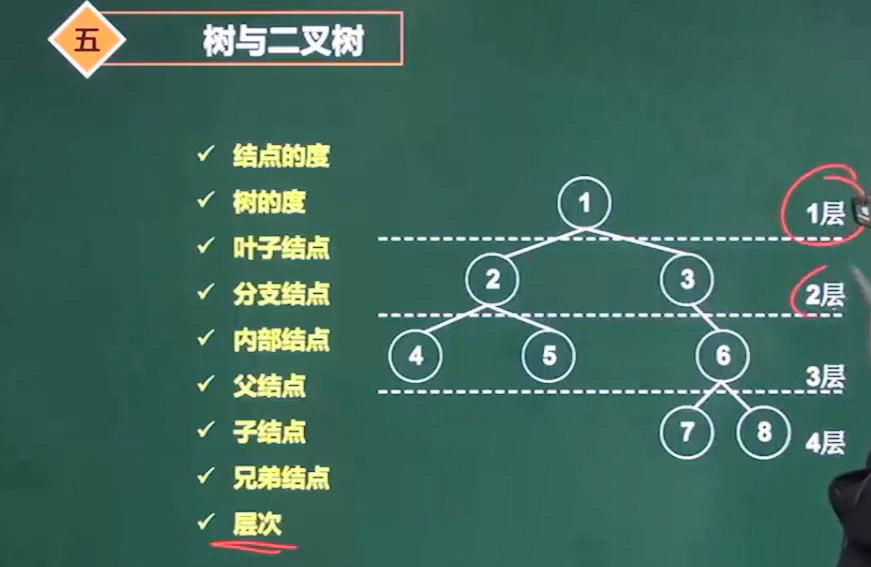 五
树与二叉树
✓ 结点的度
✓ 树的度
✓ 叶子结点
✓ 分支结点
✓ 内部结点
✓ 父结点
✓ 子结点
✓ 兄弟结点
✓ 层次
1 1层
2 3 2层
4 5 6 3层
7 8 4层